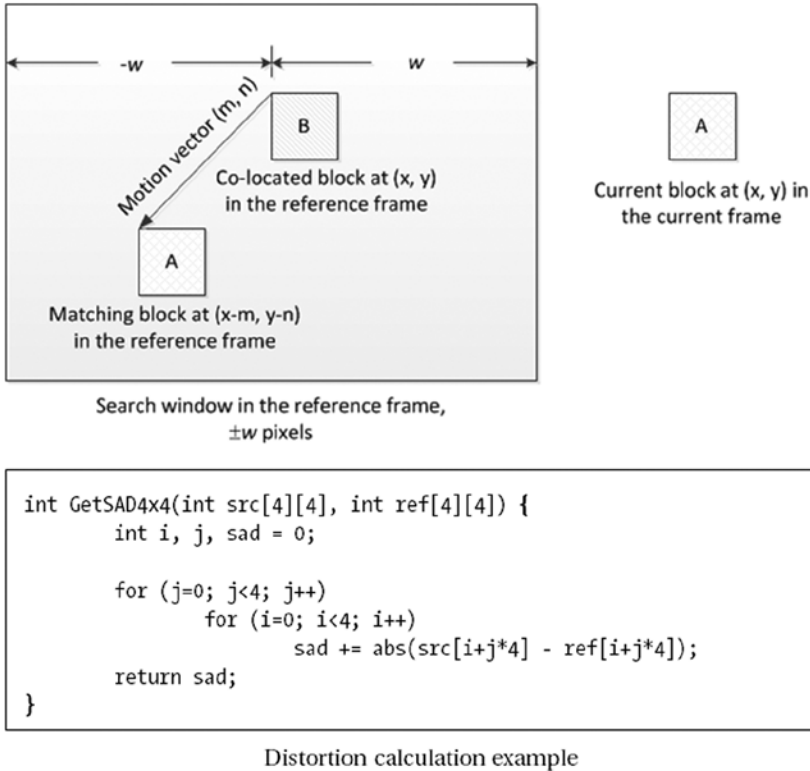 -w
w
Motion vector (m, n)
B
Co-located block at (x, y)
in the reference frame
A
Matching block at (x-m, y-n)
in the reference frame
A
Current block at (x, y) in
the current frame
Search window in the reference frame,
±w pixels
int GetSAD4x4(int src[4][4], int ref[4][4]) {
int i, j, sad = 0;
for (j=0; j<4; j++)
for (i=0; i<4; i++)
sad += abs(src[i+j*4] - ref[i+j*4]);
return sad;
}
Distortion calculation example